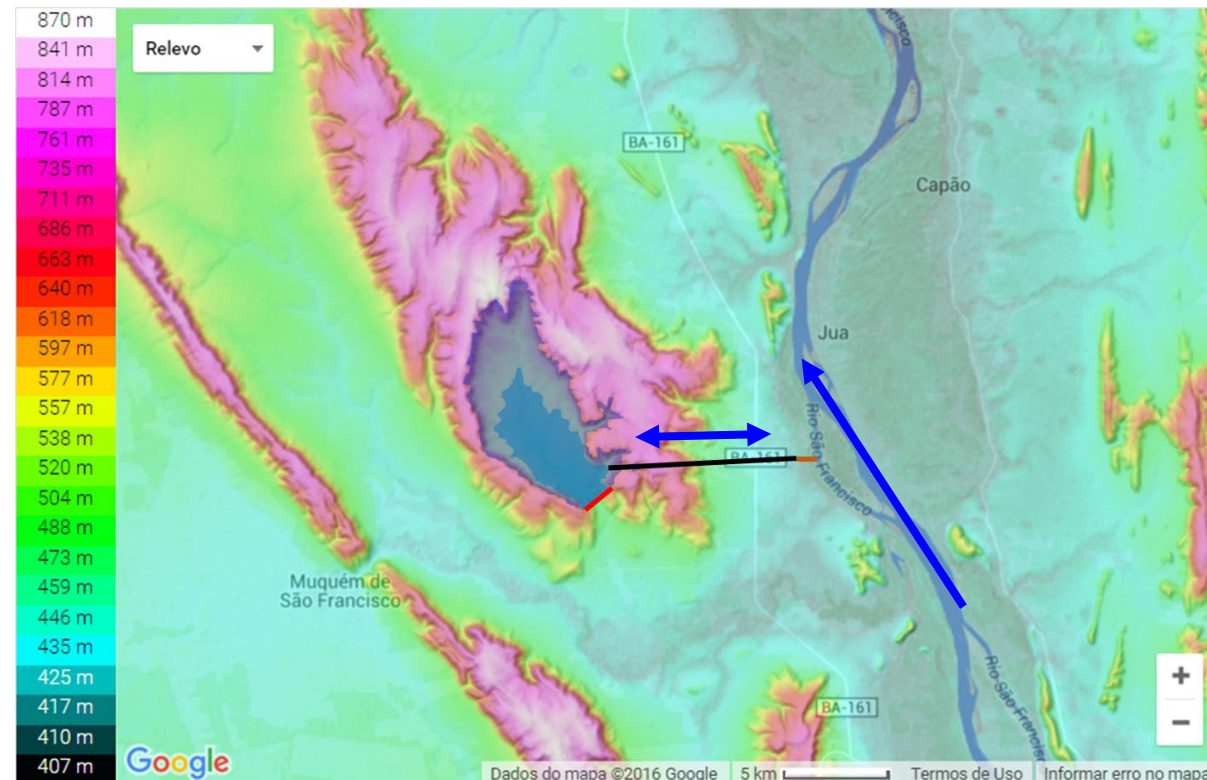 870 m
841 m
814 m
787 m
761 m
735 m
711 m
686 m
663 m
640 m
618 m
597 m
577 m
557 m
538 m
520 m
504 m
488 m
473 m
459 m
446 m
435 m
425 m
417 m
410 m
407 m
Relevo
BA-161
Capão
Jua
BA-161
Rio São Francisco
Muquém de
São Francisco
Rio São Francisco
BA-161
+
−
Google
Dados do mapa ©2016 Google
5 km
Termos de Uso
Informar erro no mapa